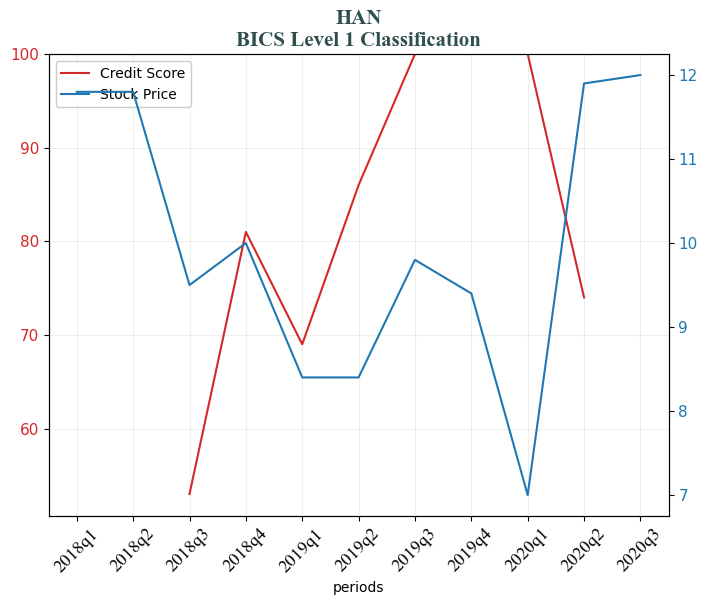 HAN
BICS Level 1 Classification
Credit Score
Stock Price
100
90
80
70
60
12
11
10
9
8
7
2018q1
2018q2
2018q3
2018q4
2019q1
2019q2
2019q3
2019q4
2020q1
2020q2
2020q3
periods